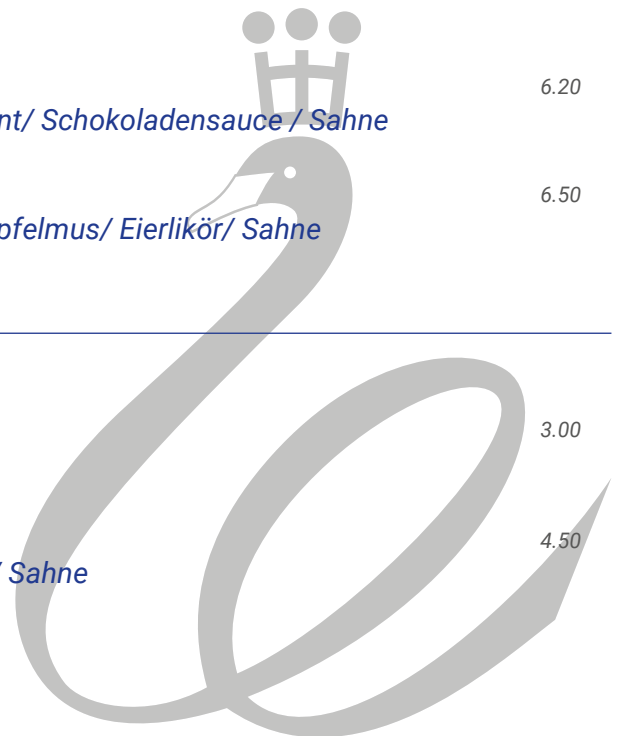 6.20
nt/ Schokoladensauce / Sahne
6.50
pfelmus/ Eierlikör/ Sahne
3.00
4.50
/ Sahne